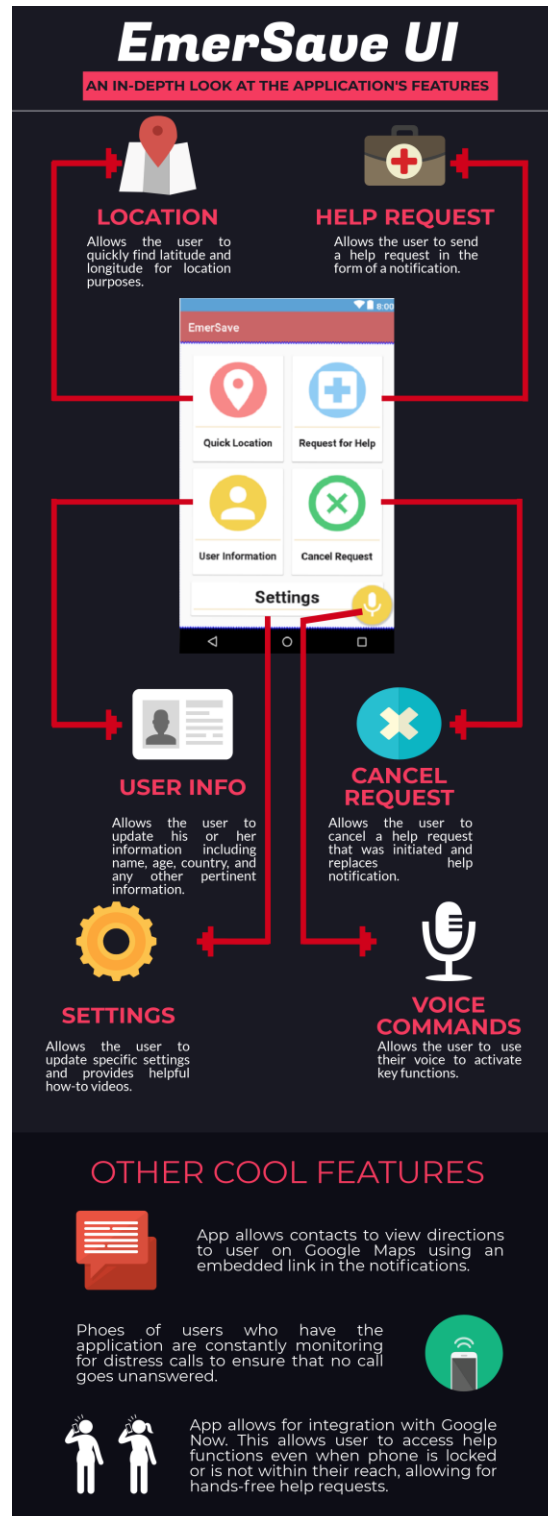 EmerSave UI
AN IN-DEPTH LOOK AT THE APPLICATION'S FEATURES
LOCATION
Allows the user to
quickly find latitude and
longitude for location
purposes.
HELP REQUEST
Allows the user to send
a help request in the
form of a notification.
8:00
EmerSave
Quick Location
Request for Help
User Information
Cancel Request
Settings
USER INFO
Allows the user to
update his or her
information including
name, age, country, and
any other pertinent
information.
CANCEL
REQUEST
Allows the user to
cancel a help request
that was initiated and
replaces help
notification.
SETTINGS
Allows the user to
update specific settings
and provides helpful
how-to videos.
VOICE
COMMANDS
Allows the user to use
their voice to activate
key functions.
OTHER COOL FEATURES
App allows contacts to view directions
to user on Google Maps using an
embedded link in the notifications.
Phoes of users who have the
application are constantly monitoring
for distress calls to ensure that no call
goes unanswered.
App allows for integration with Google
Now. This allows user to access help
functions even when phone is locked
or is not within their reach, allowing for
hands-free help requests.